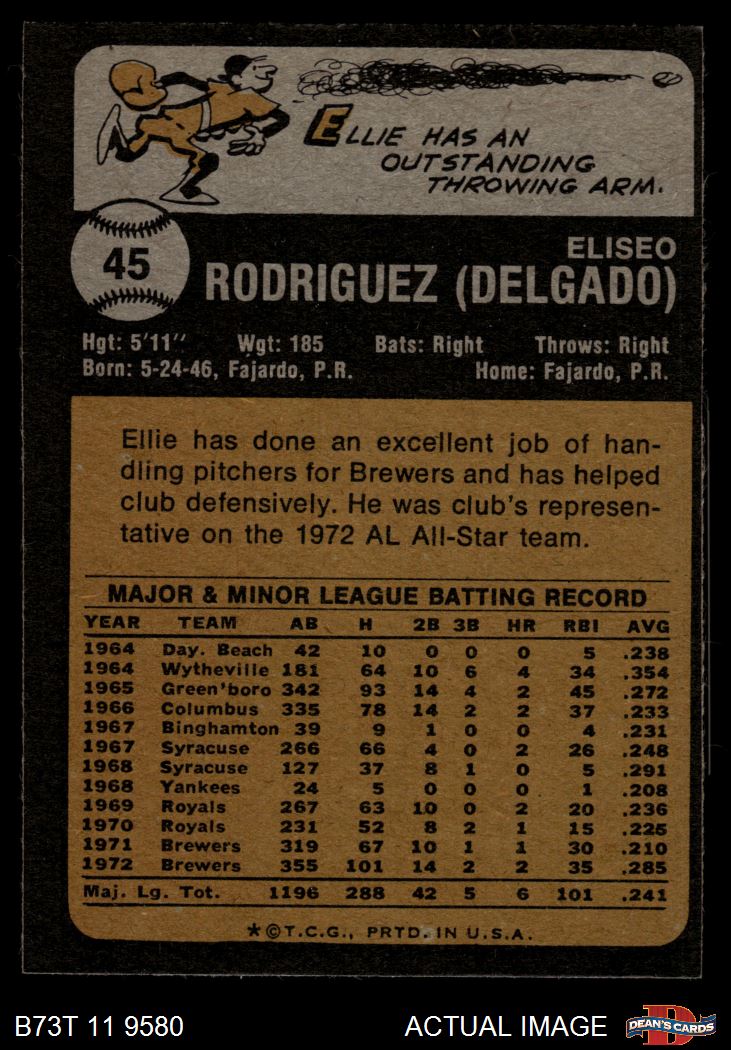 ELLIE HAS AN
OUTSTANDING
THROWING ARM.
45
ELISEO
RODRIGUEZ (DELGADO)
Hgt: 5'11" Wgt: 185 Bats: Right Throws: Right
Born: 5-24-46, Fajardo, P.R. Home: Fajardo, P.R.
Ellie has done an excellent job of han-
dling pitchers for Brewers and has helped
club defensively. He was club's represen-
tative on the 1972 AL All-Star team.
MAJOR & MINOR LEAGUE BATTING RECORD
YEAR TEAM AB H 2B 3B HR RBI AVG
1964 Day. Beach 42 10 0 0 0 5 .238
1964 Wytheville 181 64 10 6 4 34 .354
1965 Green'boro 342 93 14 4 2 45 .272
1966 Columbus 335 78 14 2 2 37 .233
1967 Binghamton 39 9 1 0 0 4 .231
1967 Syracuse 266 66 4 0 2 26 .248
1968 Syracuse 127 37 8 1 0 5 .291
1968 Yankees 24 5 0 0 0 1 .208
1969 Royals 267 63 10 0 2 20 .236
1970 Royals 231 52 8 2 1 15 .225
1971 Brewers 319 67 10 1 1 30 .210
1972 Brewers 355 101 14 2 2 35 .285
Maj. Lg. Tot. 1196 288 42 5 6 101 .241
*©T.C.G., PRTD. IN U.S.A.
B73T 11 9580 ACTUAL IMAGE DEAN'S CARDS